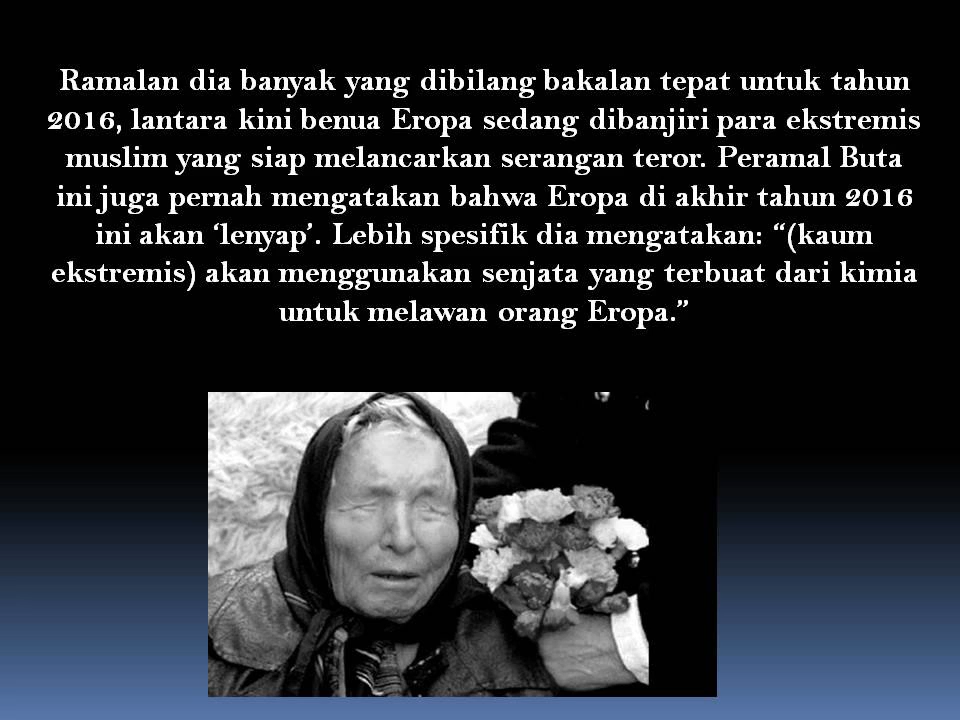 Ramalan dia banyak yang dibilang bakalan tepat untuk tahun
2016, lantara kini benua Eropa sedang dibanjiri para ekstremis
muslim yang siap melancarkan serangan teror. Peramal Buta
ini juga pernah mengatakan bahwa Eropa di akhir tahun 2016
ini akan ‘lenyap’. Lebih spesifik dia mengatakan: “(kaum
ekstremis) akan menggunakan senjata yang terbuat dari kimia
untuk melawan orang Eropa.”